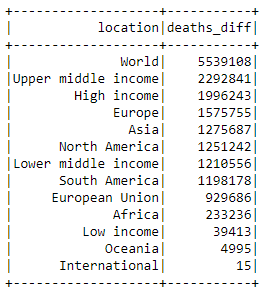 +--------------------+-----------+
|            location|deaths_diff|
+--------------------+-----------+
|               World|    5539108|
|Upper middle income|    2292841|
|         High income|    1996243|
|              Europe|    1575755|
|                Asia|    1275687|
|       North America|    1251242|
|Lower middle income|    1210556|
|       South America|    1198178|
|      European Union|     929686|
|              Africa|     233236|
|          Low income|      39413|
|             Oceania|       4995|
|       International|         15|
+--------------------+-----------+